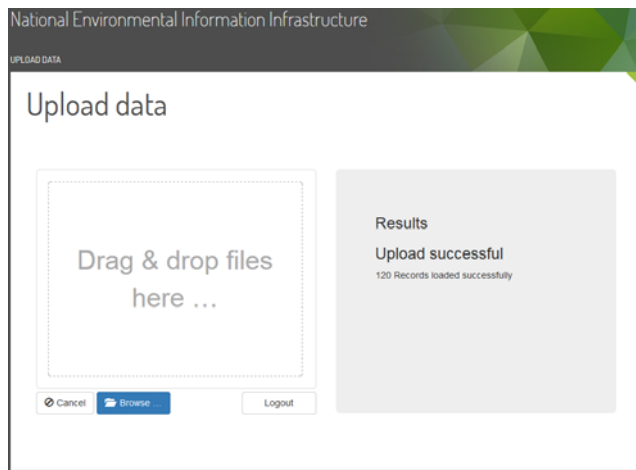 National Environmental Information Infrastructure
UPLOAD DATA
Upload data
Drag & drop files
here ...
Cancel
Browse ...
Logout
Results
Upload successful
120 Records loaded successfully